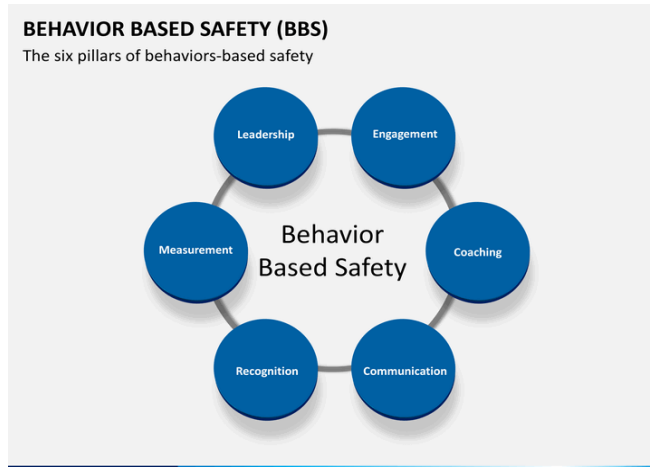 BEHAVIOR BASED SAFETY (BBS)
The six pillars of behaviors-based safety
Leadership
Engagement
Measurement
Behavior
Based Safety
Coaching
Recognition
Communication